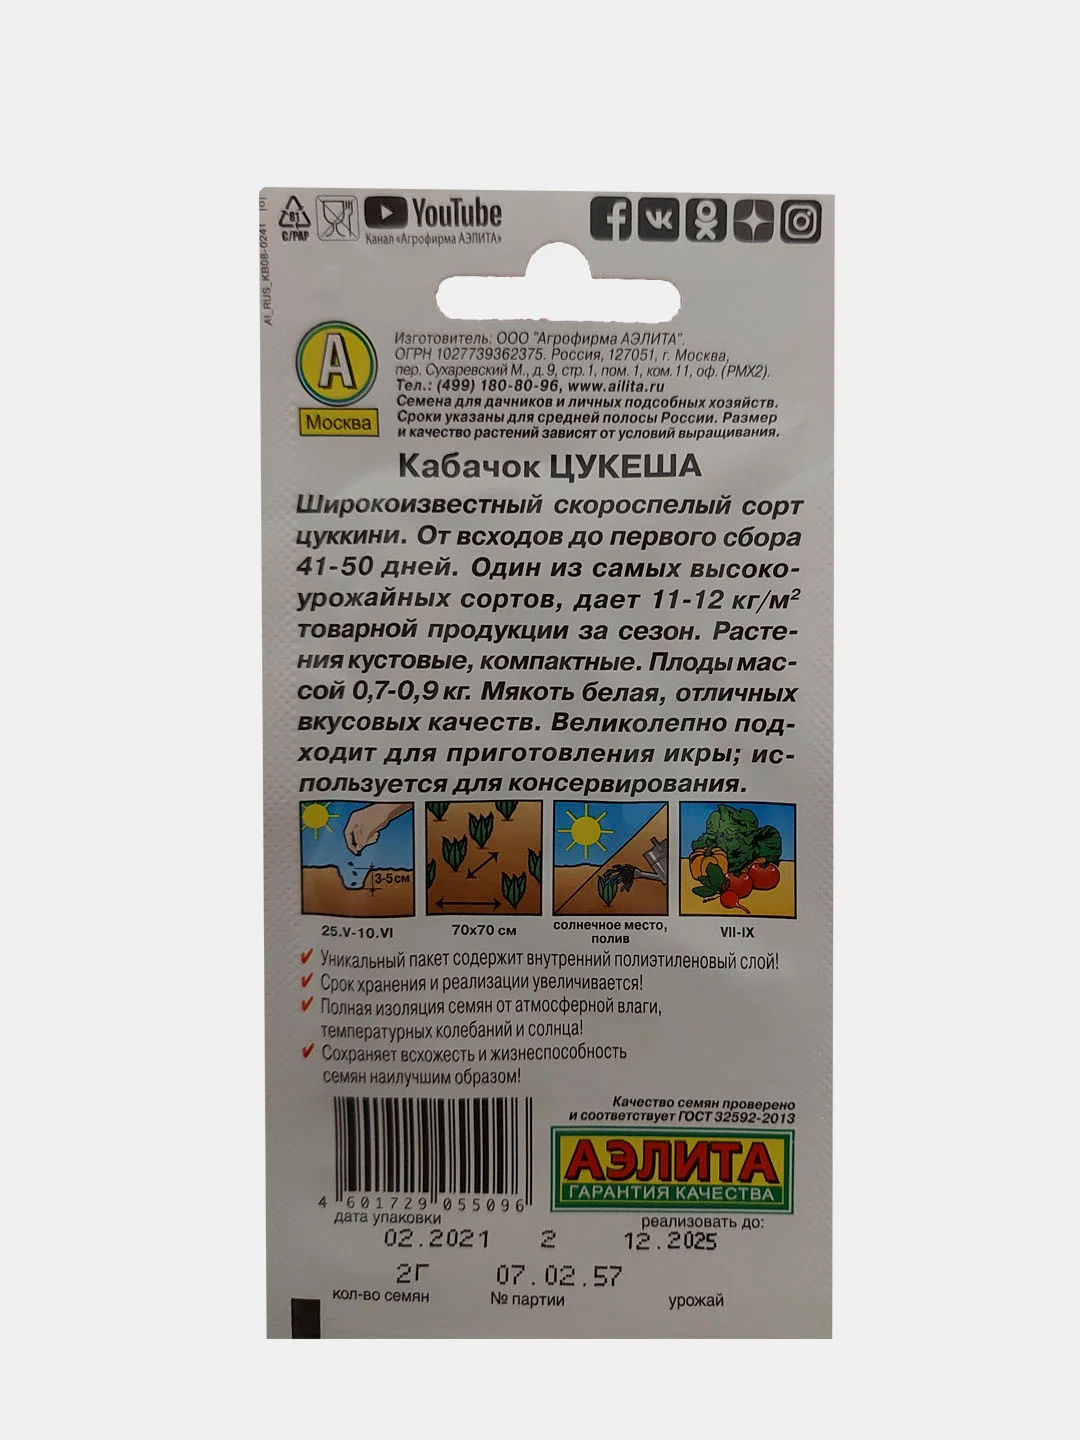 81
C/PAP
YouTube
Канал «Агрофирма АЭЛИТА»
AI_RUS_KB08-0241
Изготовитель: ООО "Агрофирма АЭЛИТА".
ОГРН 1027739362375. Россия, 127051, г. Москва,
пер. Сухаревский М., д. 9, стр.1, пом. 1, ком. 11, оф. (РМХ2).
Тел.: (499) 180-80-96, www.ailita.ru
Семена для дачников и личных подсобных хозяйств.
Сроки указаны для средней полосы России. Размер
и качество растений зависят от условий выращивания.
А
Москва
Кабачок ЦУКЕША
Широкоизвестный скороспелый сорт
цуккини. От всходов до первого сбора
41-50 дней. Один из самых высоко-
урожайных сортов, дает 11-12 кг/м²
товарной продукции за сезон. Расте-
ния кустовые, компактные. Плоды мас-
сой 0,7-0,9 кг. Мякоть белая, отличных
вкусовых качеств. Великолепно под-
ходит для приготовления икры; ис-
пользуется для консервирования.
3-5 см
25.V-10.VI
70x70 см
солнечное место,
полив
VII-IX
Уникальный пакет содержит внутренний полиэтиленовый слой!
Срок хранения и реализации увеличивается!
Полная изоляция семян от атмосферной влаги,
температурных колебаний и солнца!
Сохраняет всхожесть и жизнеспособность
семян наилучшим образом!
Качество семян проверено
и соответствует ГОСТ 32592-2013
АЭЛИТА
ГАРАНТИЯ КАЧЕСТВА
4 601729 055096
дата упаковки
реализовать до:
02.2021 2 12.2025
2Г 07.02.57
кол-во семян № партии урожай